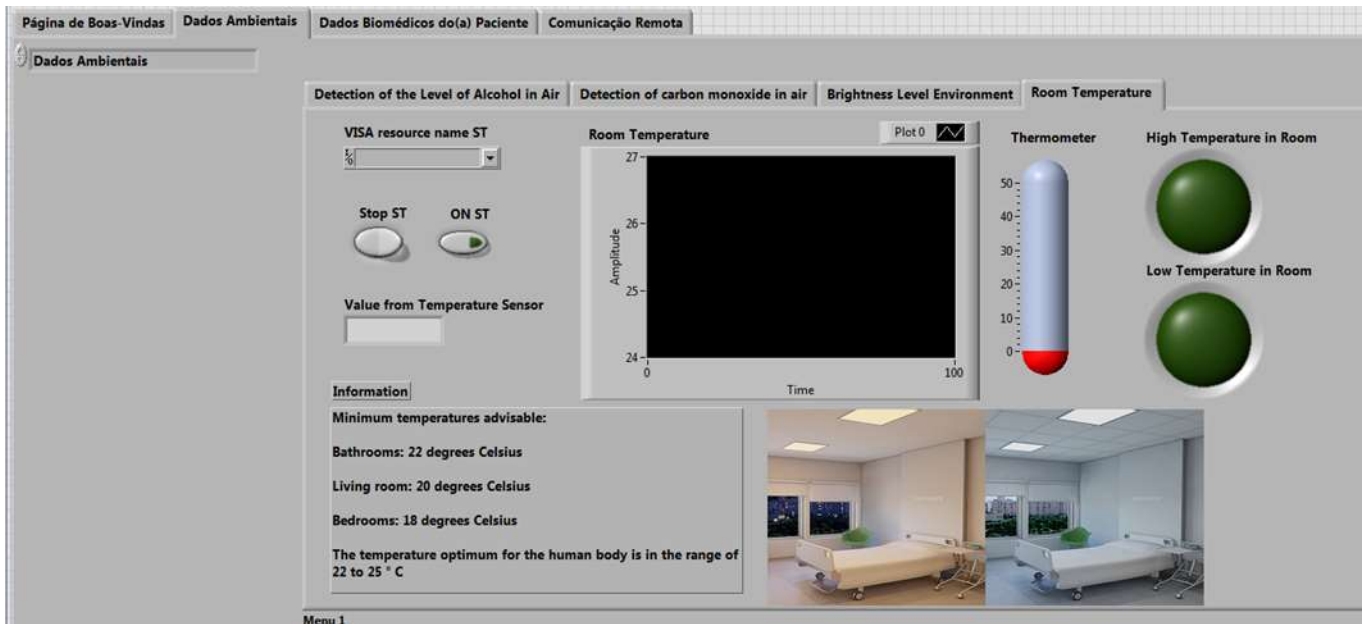 Página de Boas-Vindas
Dados Ambientais
Dados Biomédicos do(a) Paciente
Comunicação Remota
Dados Ambientais
Detection of the Level of Alcohol in Air
Detection of carbon monoxide in air
Brightness Level Environment
Room Temperature
VISA resource name ST
Stop ST
ON ST
Value from Temperature Sensor
Room Temperature
Plot 0
27
26
25
24
Amplitude
0
100
Time
Thermometer
50
40
30
20
10
0
High Temperature in Room
Low Temperature in Room
Information
Minimum temperatures advisable:
Bathrooms: 22 degrees Celsius
Living room: 20 degrees Celsius
Bedrooms: 18 degrees Celsius
The temperature optimum for the human body is in the range of
22 to 25 ° C
Menu 1